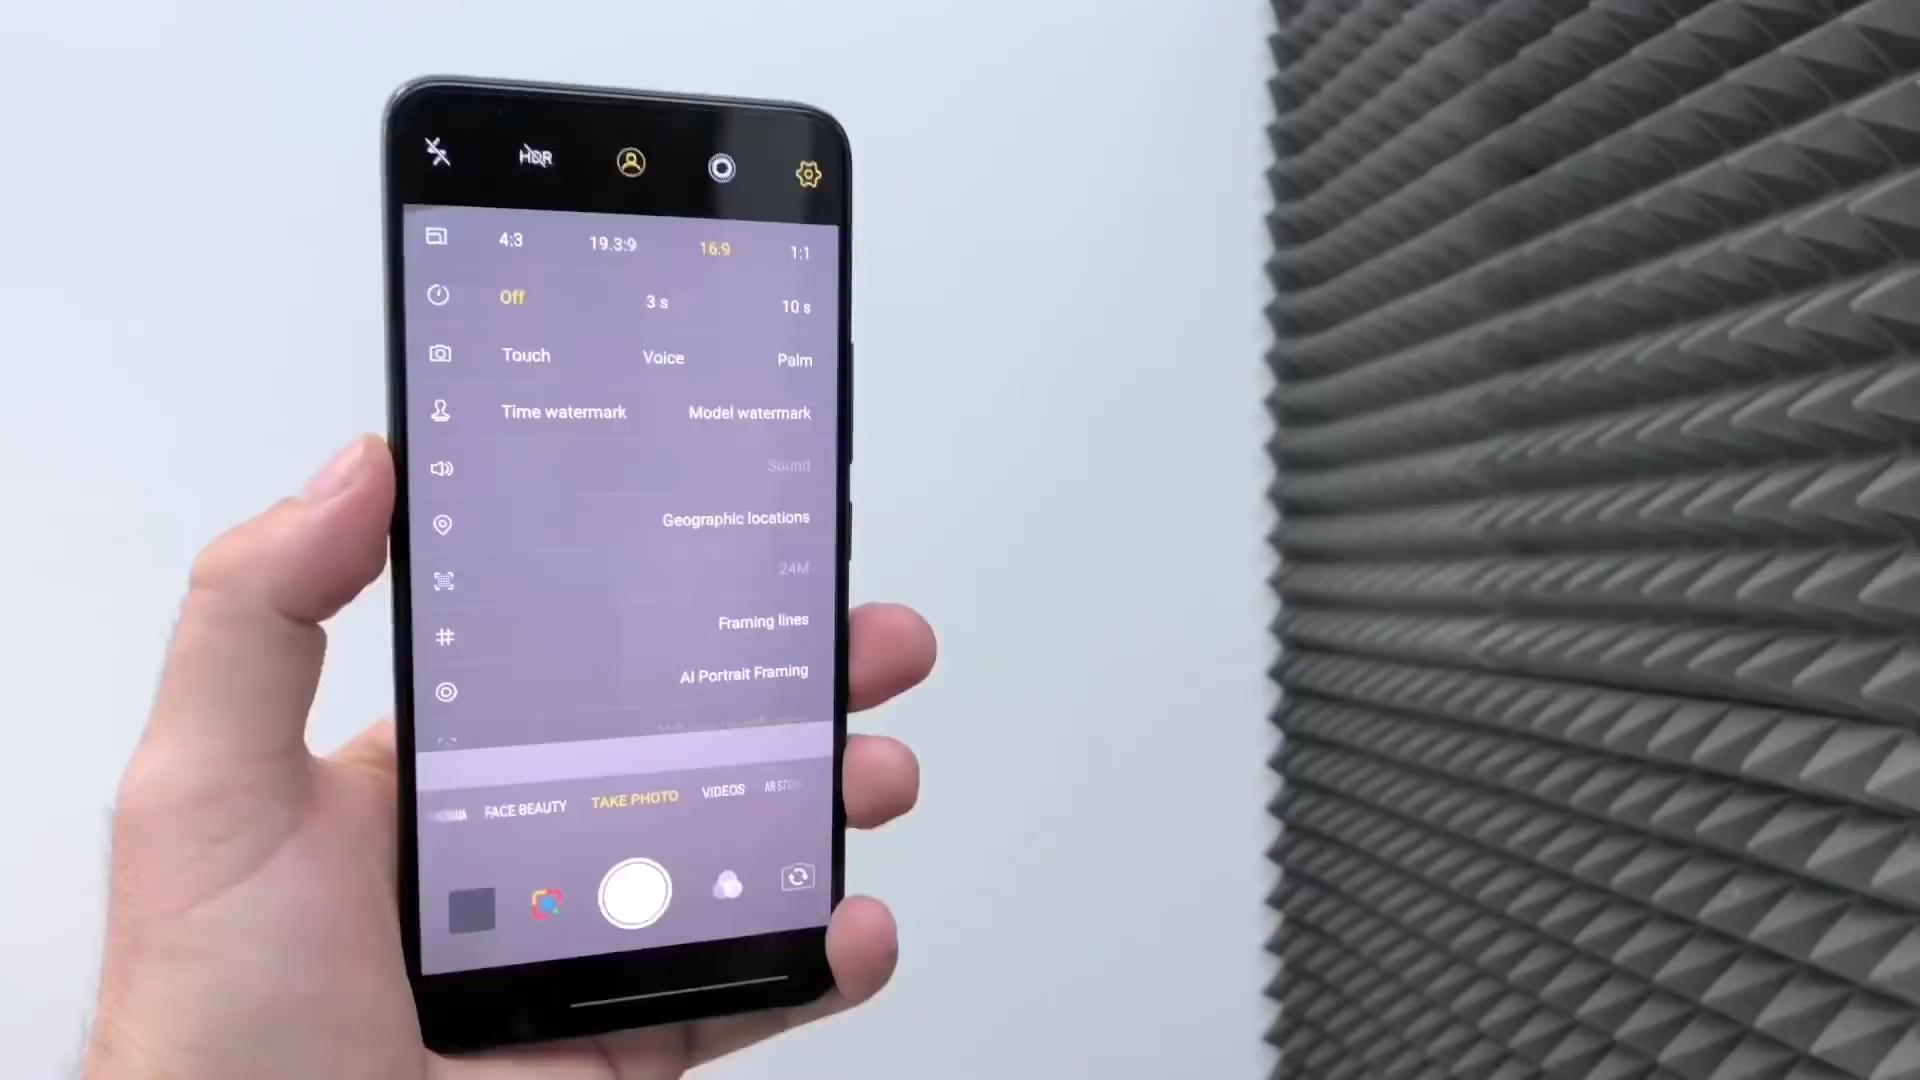 HDR
4:3 19.3:9 16:9 1:1
Off 3 s 10 s
Touch Voice Palm
Time watermark Model watermark
Sound
Geographic locations
24M
Framing lines
AI Portrait Framing
FACE BEAUTY TAKE PHOTO VIDEOS AR